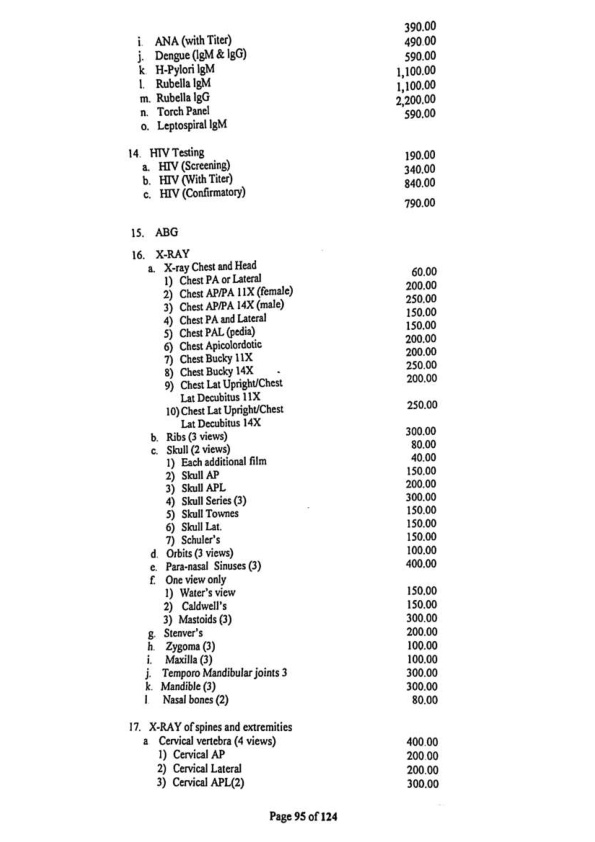 390.00
i. ANA (with Titer) 490.00
j. Dengue (IgM & IgG) 590.00
k. H-Pylori IgM 1,100.00
l. Rubella IgM 1,100.00
m. Rubella IgG 2,200.00
n. Torch Panel 590.00
o. Leptospiral IgM
14. HIV Testing 190.00
a. HIV (Screening) 340.00
b. HIV (With Titer) 840.00
c. HIV (Confirmatory)
790.00
15. ABG
16. X-RAY
a. X-ray Chest and Head 60.00
1) Chest PA or Lateral 200.00
2) Chest AP/PA 11X (female) 250.00
3) Chest AP/PA 14X (male) 150.00
4) Chest PA and Lateral 150.00
5) Chest PAL (pedia) 200.00
6) Chest Apicolordotic 200.00
7) Chest Bucky 11X 250.00
8) Chest Bucky 14X 200.00
9) Chest Lat Upright/Chest
Lat Decubitus 11X
10) Chest Lat Upright/Chest 250.00
Lat Decubitus 14X
b. Ribs (3 views) 300.00
c. Skull (2 views) 80.00
1) Each additional film 40.00
2) Skull AP 150.00
3) Skull APL 200.00
4) Skull Series (3) 300.00
5) Skull Townes 150.00
6) Skull Lat. 150.00
7) Schuler's 150.00
d. Orbits (3 views) 100.00
e. Para-nasal Sinuses (3) 400.00
f. One view only
1) Water's view 150.00
2) Caldwell's 150.00
3) Mastoids (3) 300.00
g. Stenver's 200.00
h. Zygoma (3) 100.00
i. Maxilla (3) 100.00
j. Temporo Mandibular joints 3 300.00
k. Mandible (3) 300.00
l Nasal bones (2) 80.00
17. X-RAY of spines and extremities
a Cervical vertebra (4 views) 400.00
1) Cervical AP 200.00
2) Cervical Lateral 200.00
3) Cervical APL(2) 300.00
Page 95 of 124